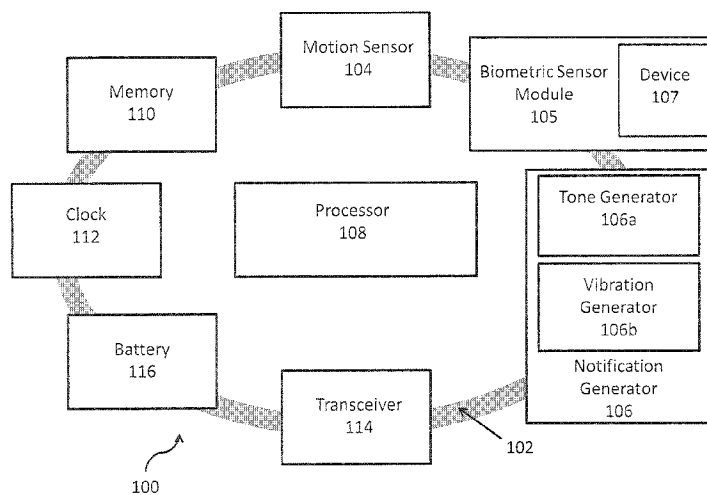 Motion Sensor
104
Memory
110
Biometric Sensor
Module
105
Device
107
Clock
112
Processor
108
Tone Generator
106a
Vibration
Generator
106b
Notification
Generator
106
Battery
116
Transceiver
114
102
100